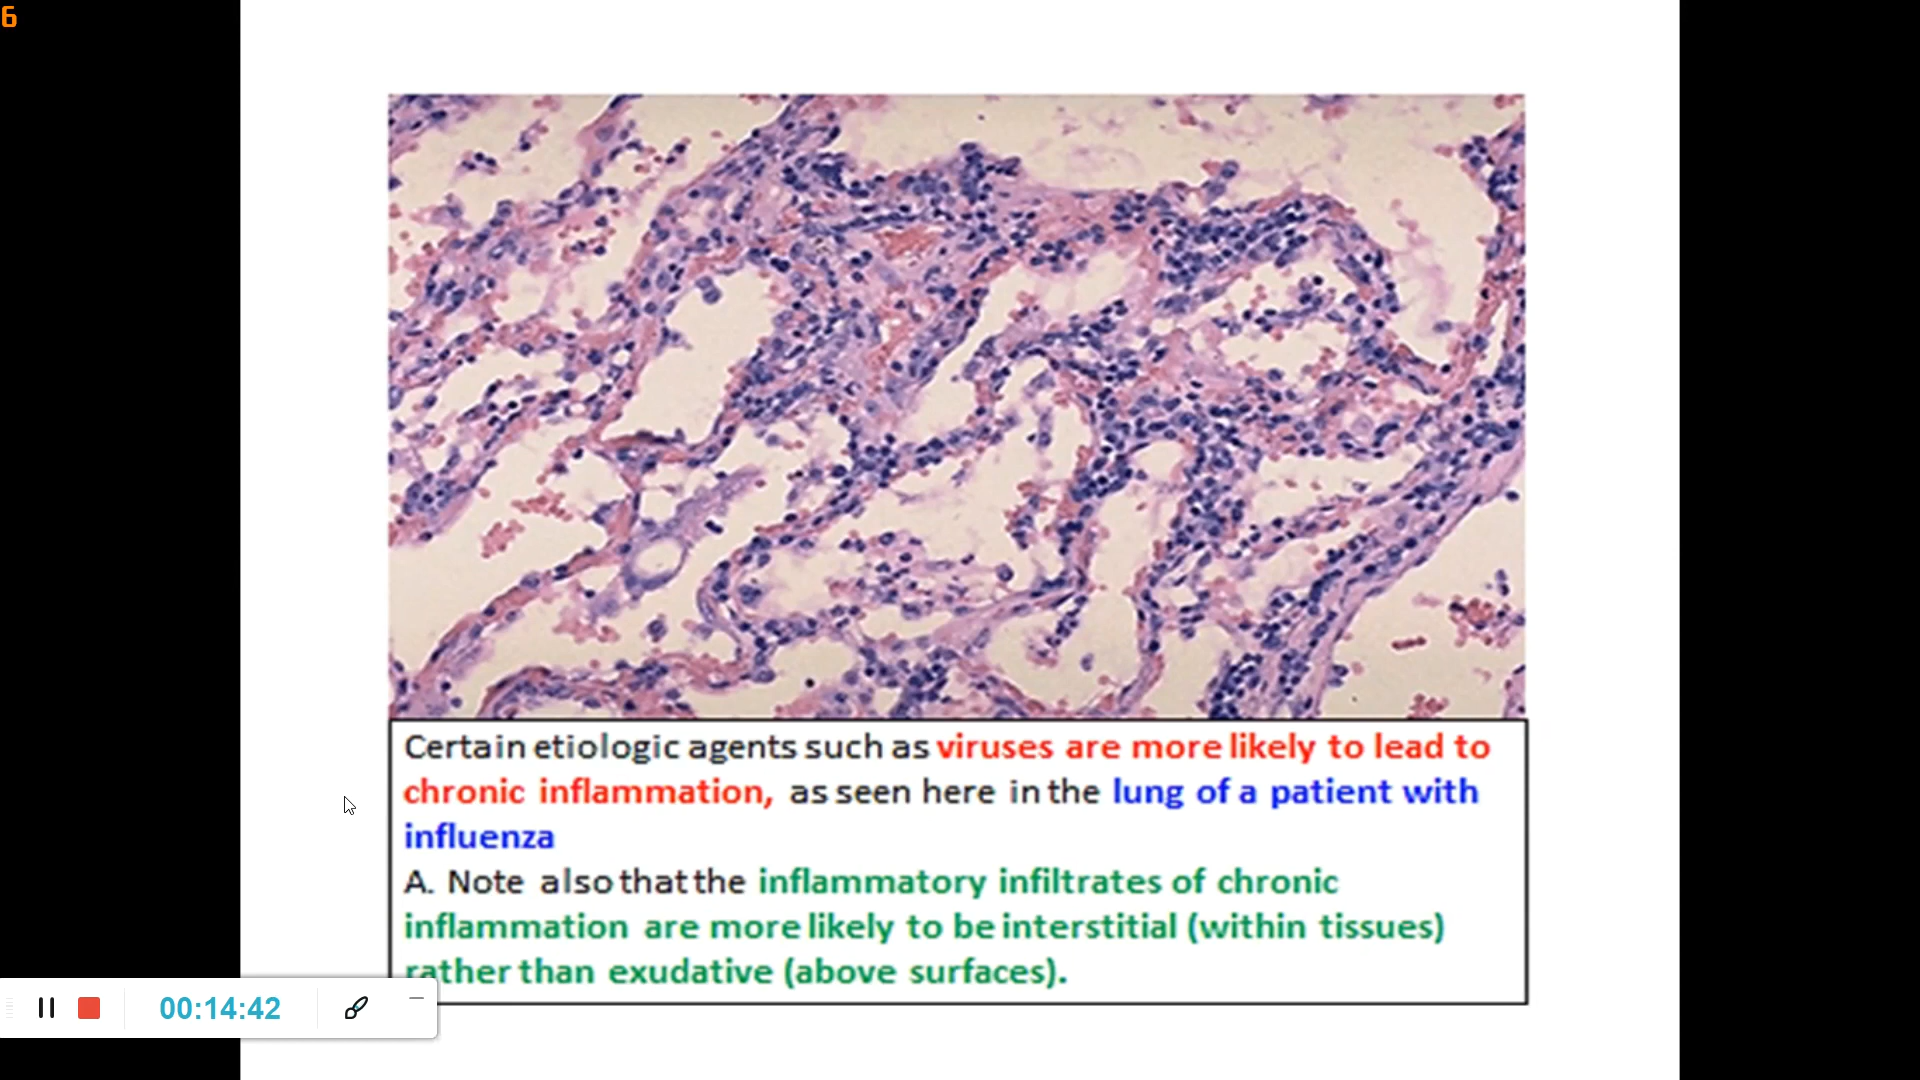 6
Certain etiologic agents such as viruses are more likely to lead to
chronic inflammation, as seen here in the lung of a patient with
influenza
A. Note also that the inflammatory infiltrates of chronic
inflammation are more likely to be interstitial (within tissues)
rather than exudative (above surfaces).
00:14:42